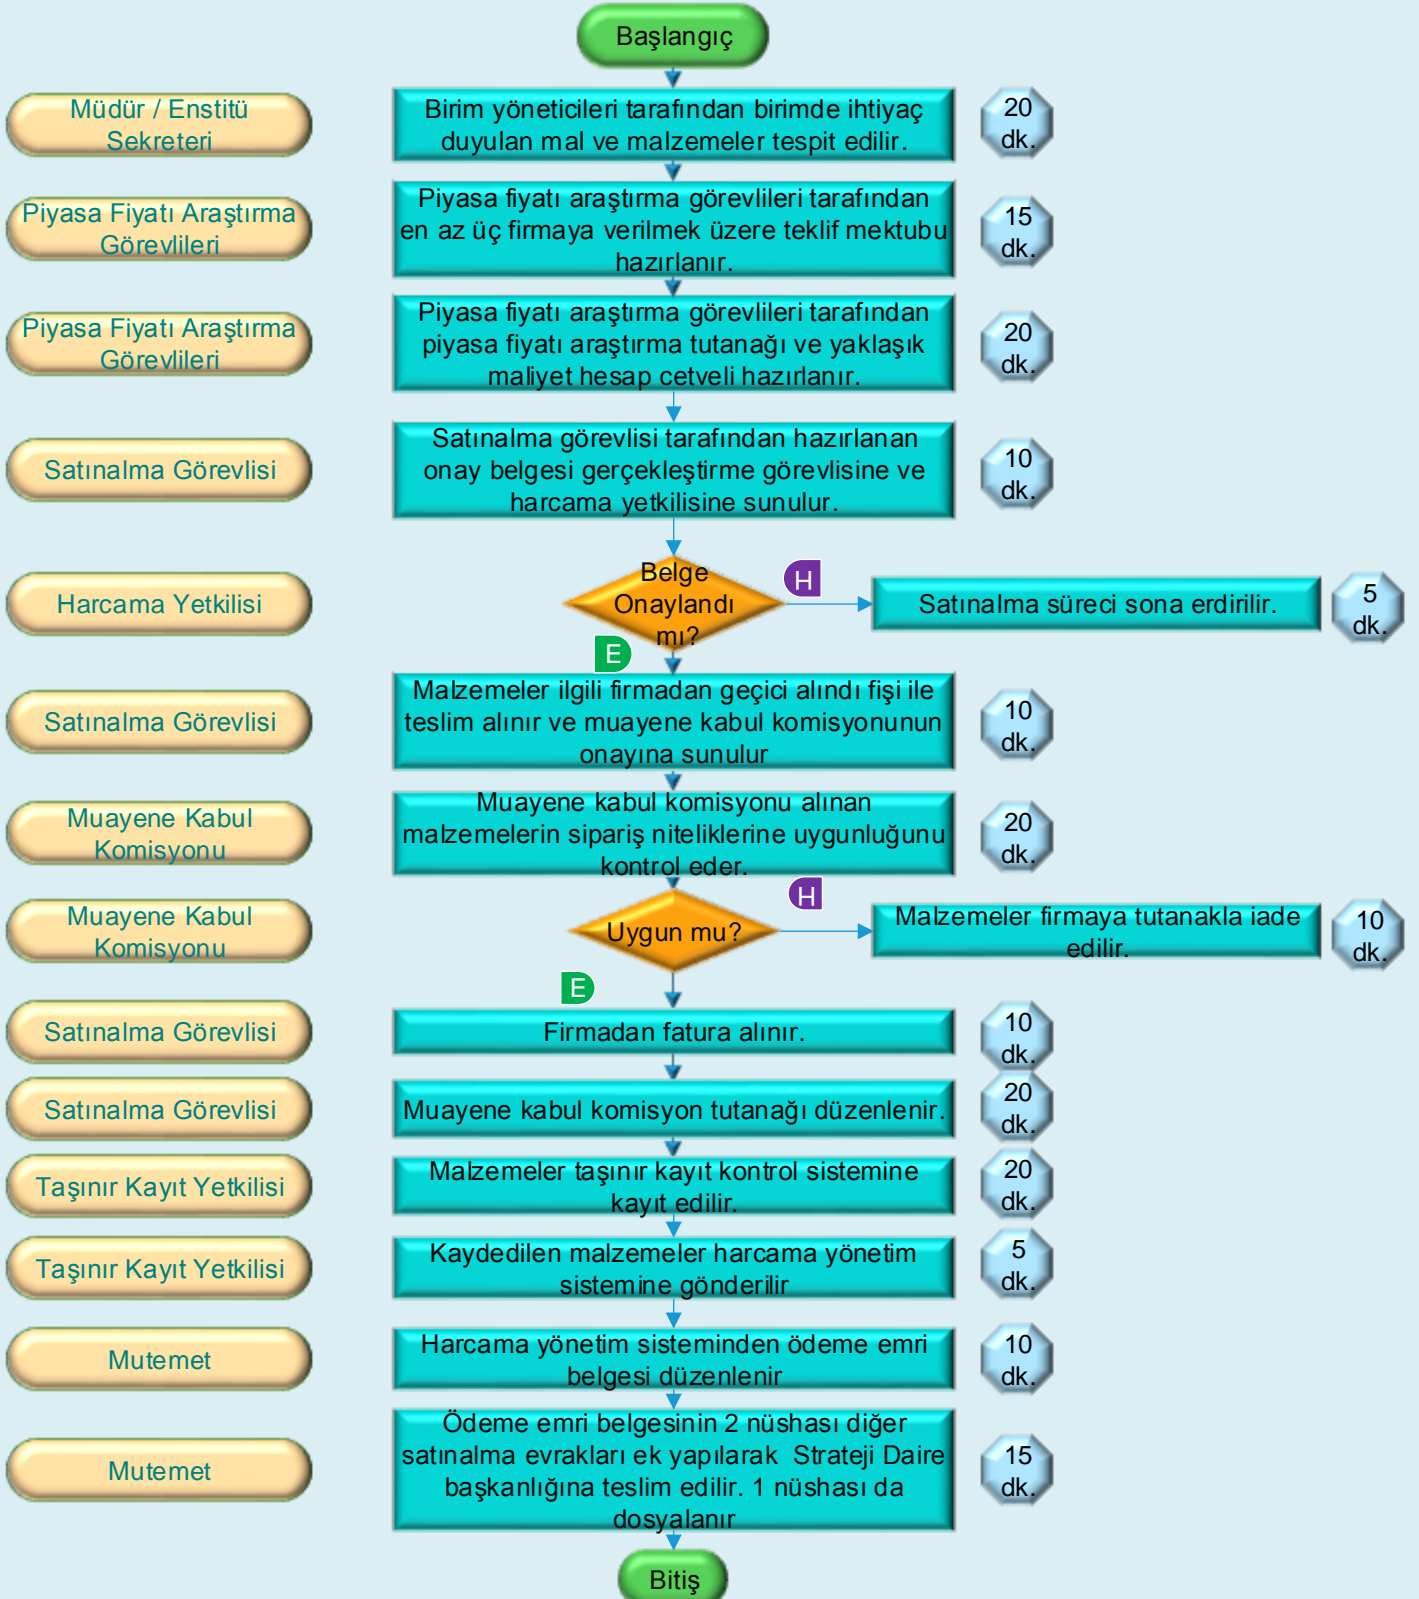 Başlangıç
Müdür / Enstitü
Sekreteri
Birim yöneticileri tarafından birimde ihtiyaç
duyulan mal ve malzemeler tespit edilir.
20
dk.
Piyasa Fiyatı Araştırma
Görevlileri
Piyasa fiyatı araştırma görevlileri tarafından
en az üç firmaya verilmek üzere teklif mektubu
hazırlanır.
15
dk.
Piyasa Fiyatı Araştırma
Görevlileri
Piyasa fiyatı araştırma görevlileri tarafından
piyasa fiyatı araştırma tutanağı ve yaklaşık
maliyet hesap cetveli hazırlanır.
20
dk.
Satınalma Görevlisi
Satınalma görevlisi tarafından hazırlanan
onay belgesi gerçekleştirme görevlisine ve
harcama yetkilisine sunulur.
10
dk.
Harcama Yetkilisi
Belge
Onaylandı
mı?
H
Satınalma süreci sona erdirilir.
5
dk.
E
Satınalma Görevlisi
Malzemeler ilgili firmadan geçici alındı fişi ile
teslim alınır ve muayene kabul komisyonunun
onayına sunulur
10
dk.
Muayene Kabul
Komisyonu
Muayene kabul komisyonu alınan
malzemelerin sipariş niteliklerine uygunluğunu
kontrol eder.
20
dk.
Muayene Kabul
Komisyonu
Uygun mu?
H
Malzemeler firmaya tutanakla iade
edilir.
10
dk.
E
Satınalma Görevlisi
Firmadan fatura alınır.
10
dk.
Satınalma Görevlisi
Muayene kabul komisyon tutanağı düzenlenir.
20
dk.
Taşınır Kayıt Yetkilisi
Malzemeler taşınır kayıt kontrol sistemine
kayıt edilir.
20
dk.
Taşınır Kayıt Yetkilisi
Kaydedilen malzemeler harcama yönetim
sistemine gönderilir
5
dk.
Mutemet
Harcama yönetim sisteminden ödeme emri
belgesi düzenlenir
10
dk.
Mutemet
Ödeme emri belgesinin 2 nüshası diğer
satınalma evrakları ek yapılarak Strateji Daire
başkanlığına teslim edilir. 1 nüshası da
dosyalanır
15
dk.
Bitiş